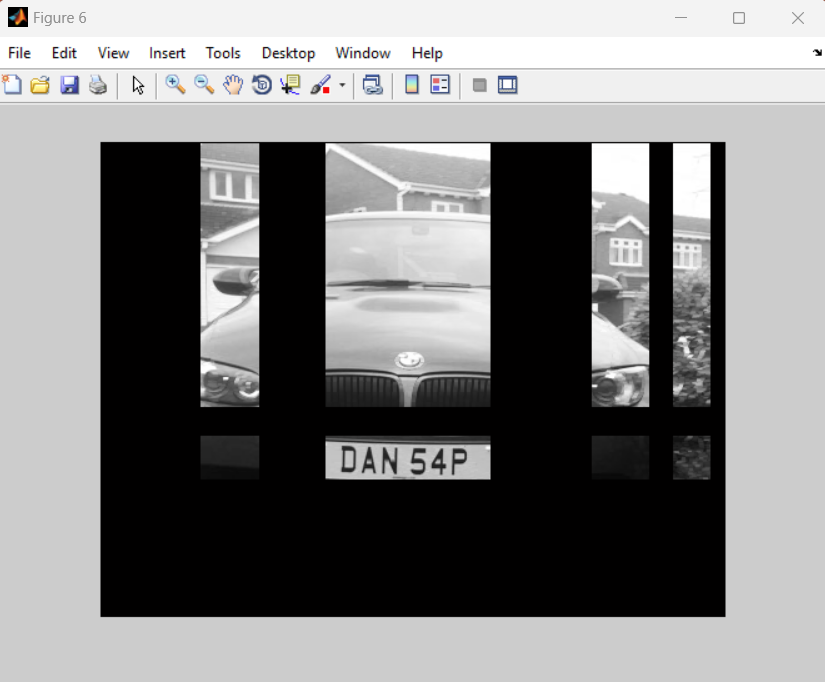 Figure 6
File Edit View Insert Tools Desktop Window Help
DAN 54P